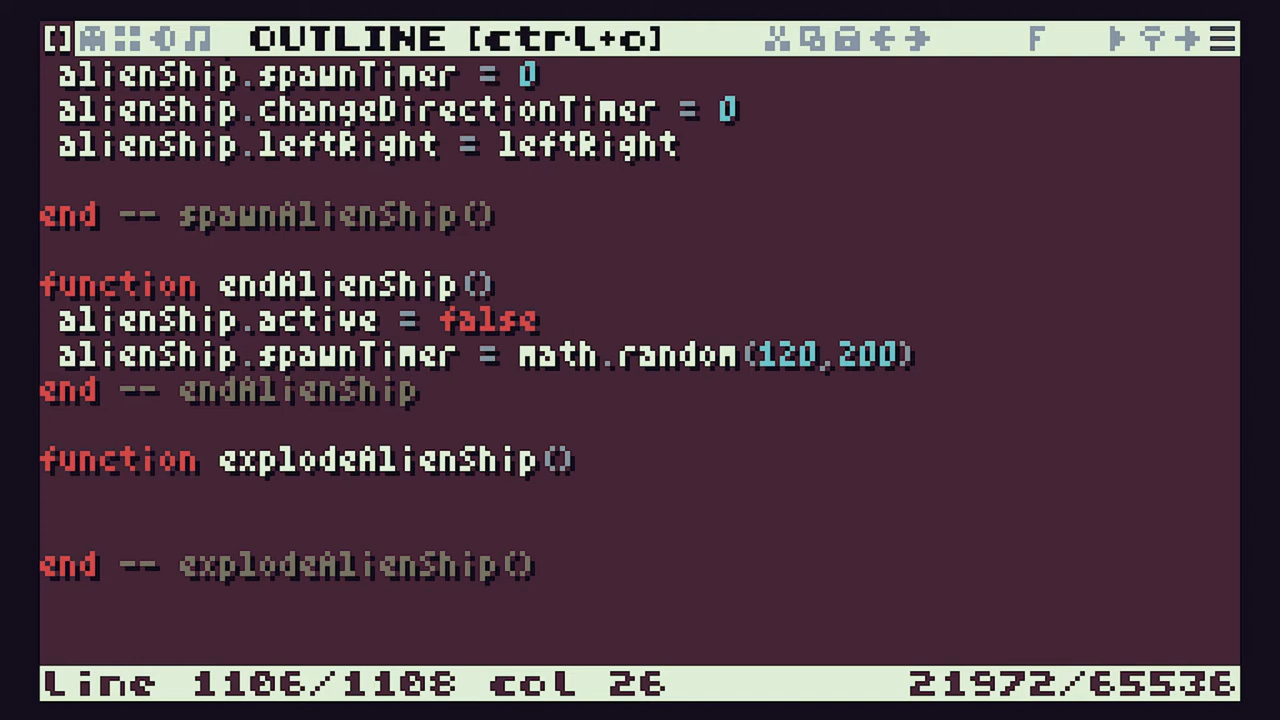 OUTLINE [ctrl+o] F
alienShip.spawnTimer = 0
alienShip.changeDirectionTimer = 0
alienShip.leftRight = leftRight
end -- spawnAlienShip()
function endAlienShip()
alienShip.active = false
alienShip.spawnTimer = math.random(120,200)
end -- endAlienShip
function explodeAlienShip()
end -- explodeAlienShip()
line 1106/1108 col 26 21972/65536